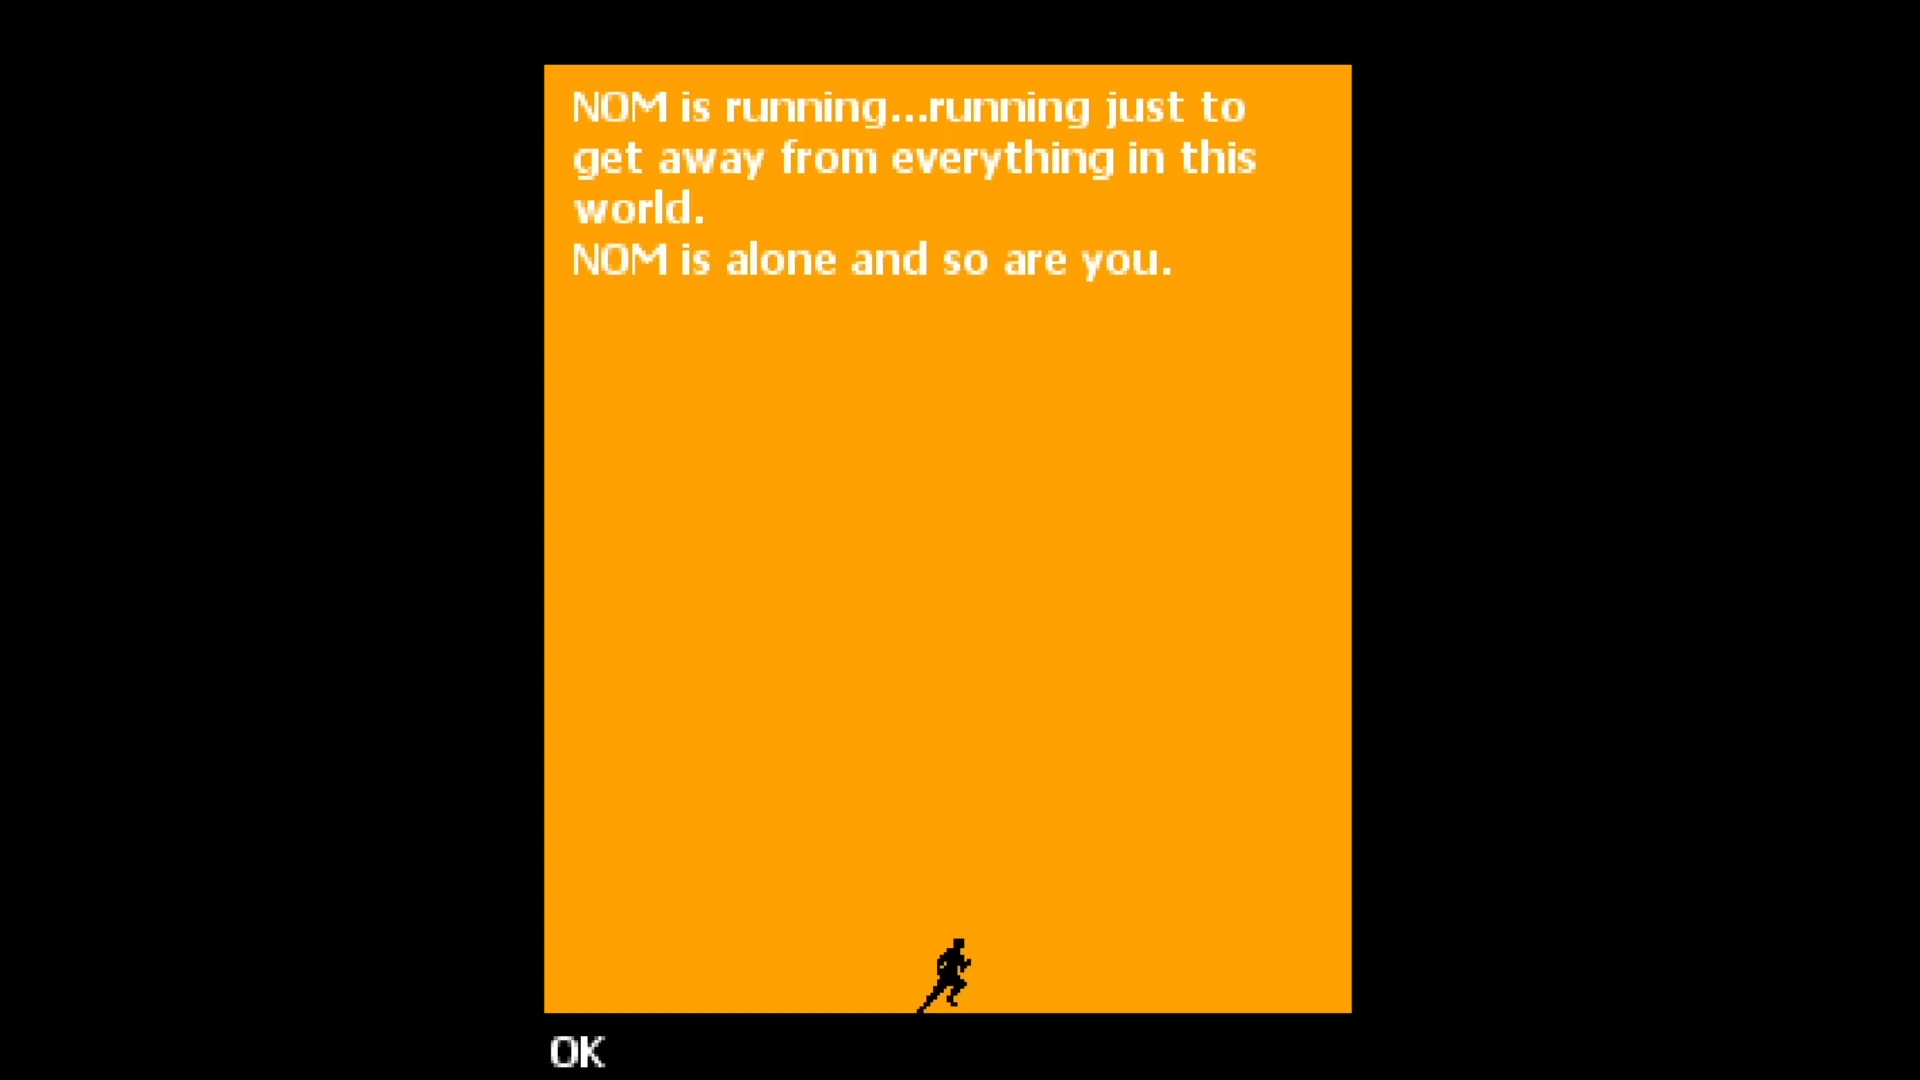 NOM is running...running just to
get away from everything in this
world.
NOM is alone and so are you.
OK